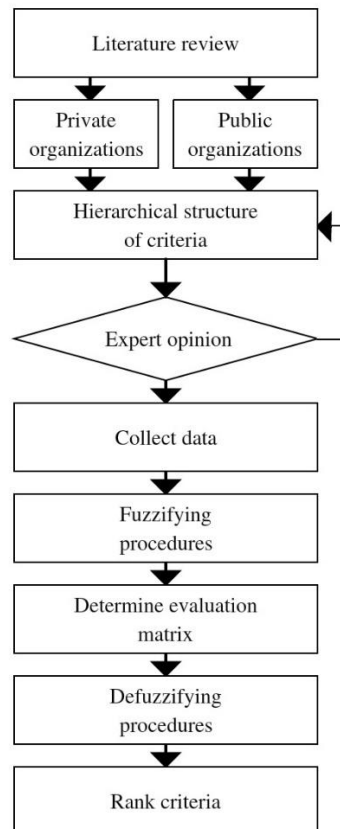 Literature review
Private
organizations
Public
organizations
Hierarchical structure
of criteria
Expert opinion
Collect data
Fuzzifying
procedures
Determine evaluation
matrix
Defuzzifying
procedures
Rank criteria